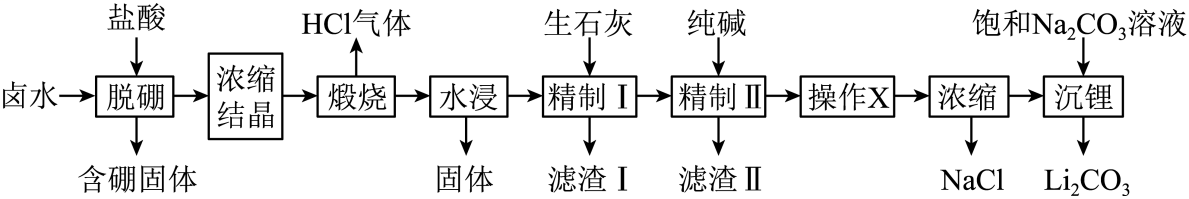 盐酸
HCl气体
生石灰
纯碱
饱和Na₂CO₃溶液
卤水
脱硼
浓缩
结晶
煅烧
水浸
精制Ⅰ
精制Ⅱ
操作X
浓缩
沉锂
含硼固体
固体
滤渣Ⅰ
滤渣Ⅱ
NaCl
Li₂CO₃